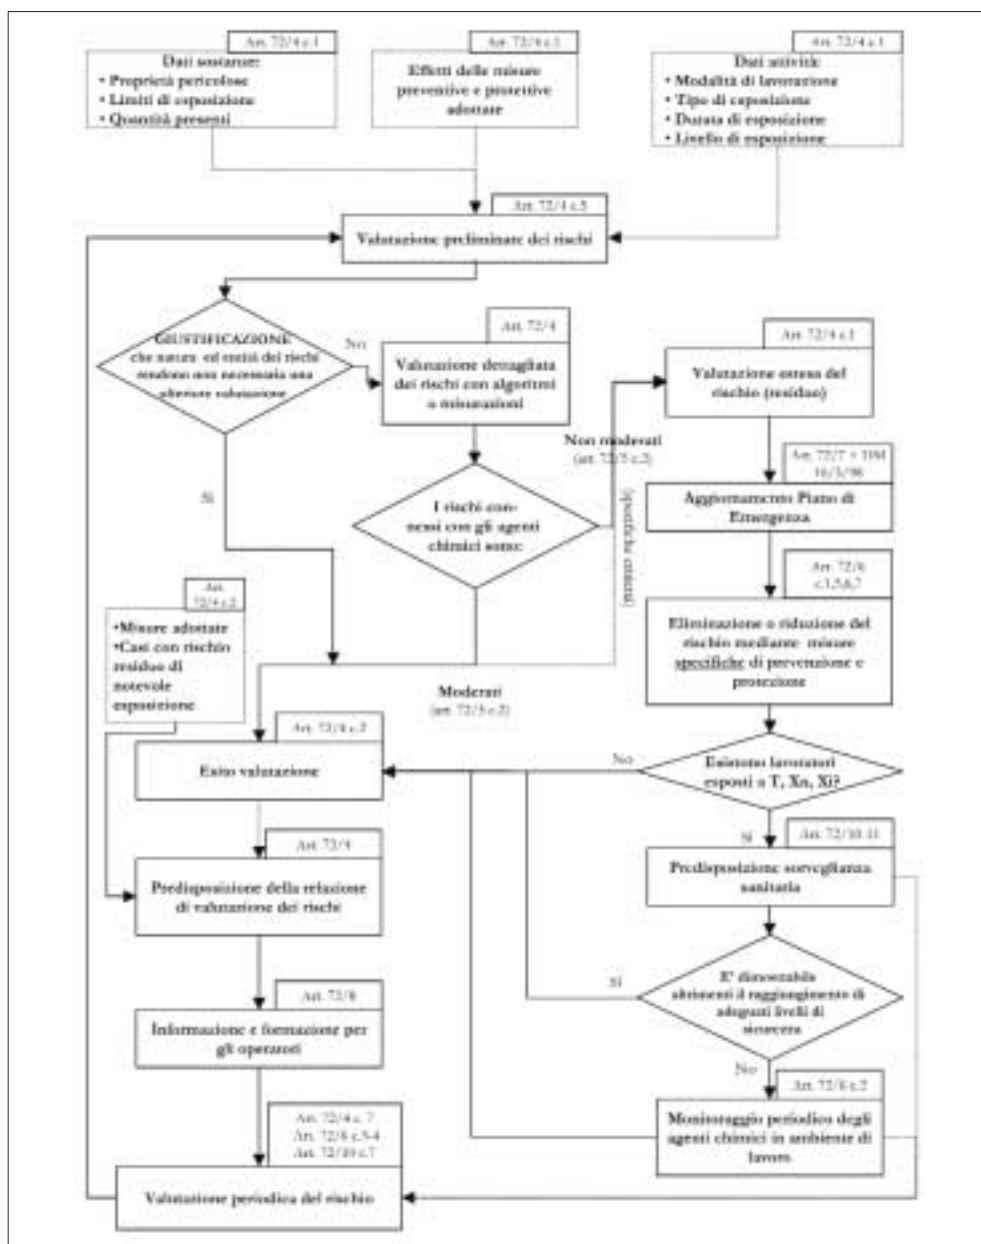 Art. 72/4 c.1
Dati sostanze:
• Proprietà pericolose
• Limiti di esposizione
• Quantità presenti
Art. 72/4 c.1
Effetti delle misure
preventive e protettive
adottate
Art. 72/4 c.1
Dati attività:
• Modalità di lavorazione
• Tipo di esposizione
• Durata di esposizione
• Livello di esposizione
Art. 72/4 c.5
Valutazione preliminare dei rischi
GIUSTIFICAZIONE
che natura ed entità dei rischi
rendono non necessaria una
ulteriore valutazione
No
Sì
Art. 72/4
Valutazione dettagliata
dei rischi con algoritmi
o misurazioni
Art. 72/4 c.1
Valutazione estesa del
rischio (residuo)
Non moderati
(art. 72/5 c.2)
I rischi con-
nessi con gli agenti
chimici sono:
Art. 72/7 + DM
10/3/98
Aggiornamento Piano di
Emergenza
Art. 72/6
c.1,5,6,7
Eliminazione o riduzione del
rischio mediante misure
specifiche di prevenzione e
protezione
Art.
72/4 c.2
•Misure adottate
•Casi con rischio
residuo di
notevole
esposizione
Moderati
(art. 72/5 c.2)
Esito valutazione
No
Esistono lavoratori
esposti a T, Xn, Xi?
Sì
Art. 72/10-11
Predisposizione sorveglianza
sanitaria
Art. 72/4
Predisposizione della relazione
di valutazione dei rischi
Sì
E' dimostrabile
altrimenti il raggiungimento di
adeguati livelli di
sicurezza
No
Art. 72/6 c.2
Monitoraggio periodico degli
agenti chimici in ambiente di
lavoro
Art. 72/8
Informazione e formazione per
gli operatori
Art. 72/4 c. 7
Art. 72/6 c.3-4
Art. 72/10 c.7
Valutazione periodica del rischio